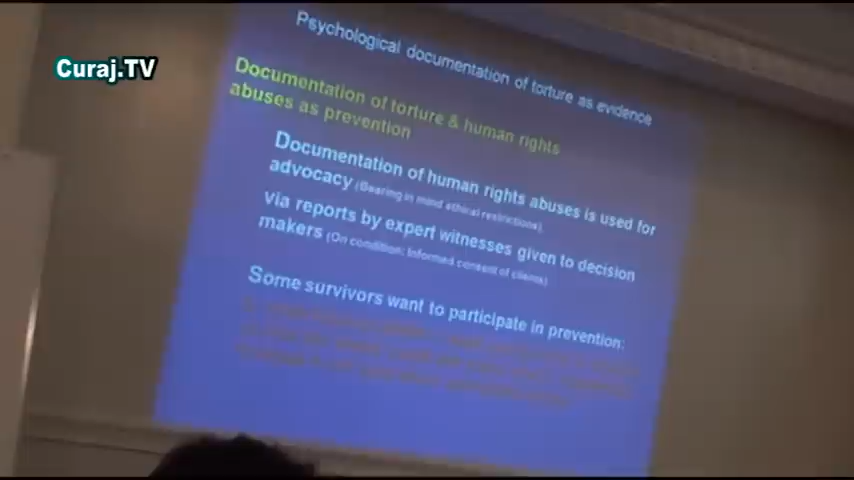 Curaj.TV
Psychological documentation of torture as evidence
Documentation of torture & human rights
abuses as prevention
Documentation of human rights abuses is used for
advocacy (Bearing in mind ethical restrictions)
via reports by expert witnesses given to decision
makers (On condition: Informed consent of clients)
Some survivors want to participate in prevention: